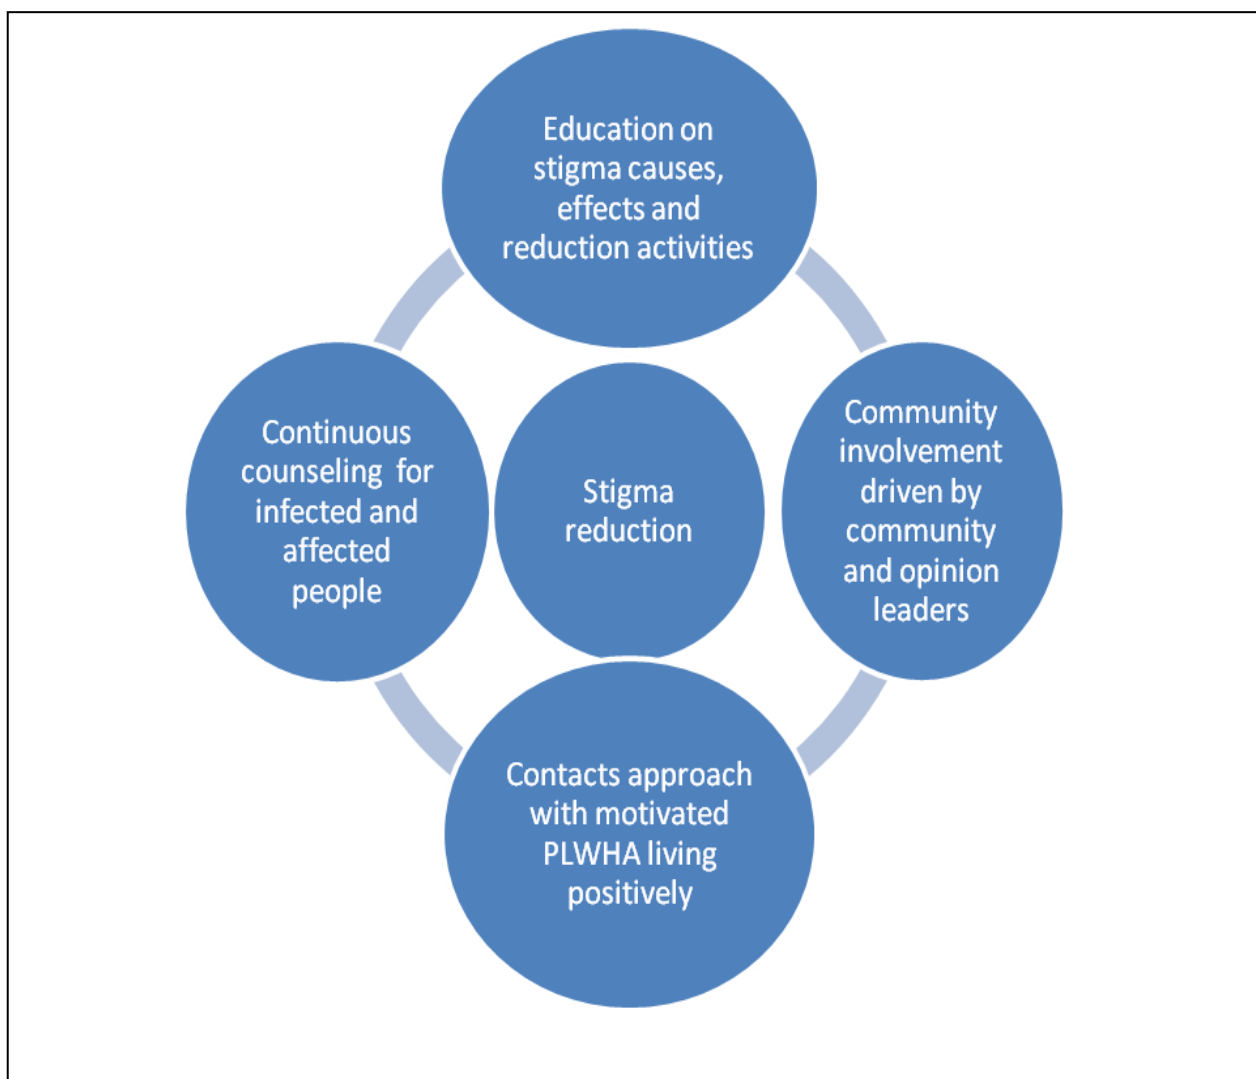 Education on
stigma causes,
effects and
reduction activities
Continuous
counseling for
infected and
affected
people
Stigma
reduction
Community
involvement
driven by
community
and opinion
leaders
Contacts approach
with motivated
PLWHA living
positively